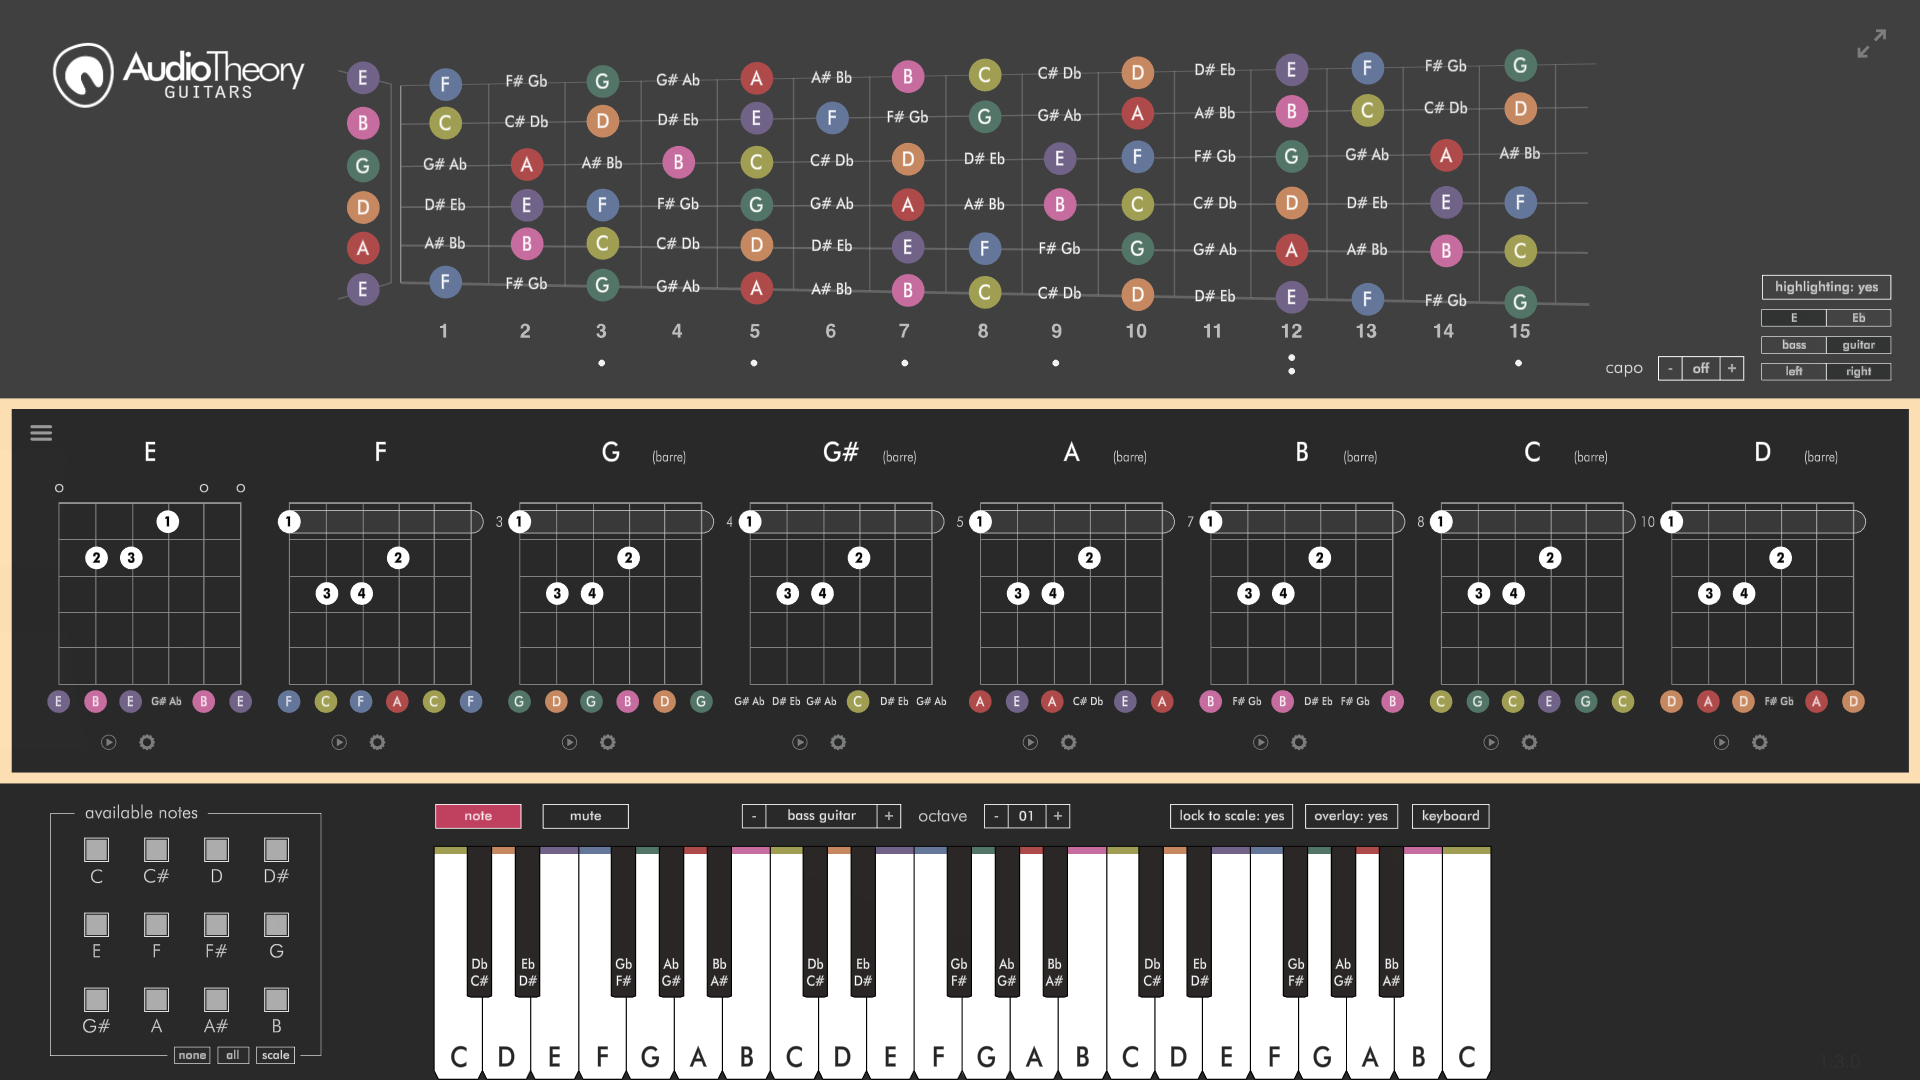 AudioTheory
GUITARS
E F F# Gb G G# Ab A A# Bb B C C# Db D D# Eb E F F# Gb G
B C C# Db D D# Eb E F F# Gb G G# Ab A A# Bb B C C# Db D
G G# Ab A A# Bb B C C# Db D D# Eb E F F# Gb G G# Ab A A# Bb
D D# Eb E F F# Gb G G# Ab A A# Bb B C C# Db D D# Eb E F
A A# Bb B C C# Db D D# Eb E F F# Gb G G# Ab A A# Bb B C
E F F# Gb G G# Ab A A# Bb B C C# Db D D# Eb E F F# Gb G
1 2 3 4 5 6 7 8 9 10 11 12 13 14 15
highlighting: yes
E Eb
bass guitar
left right
capo - off +
E F G (barre) G# (barre) A (barre) B (barre) C (barre) D (barre)
1 1 3 1 4 1 5 1 7 1 8 1 10 1
2 3 2 2 2 2 2 2 2
3 4 3 4 3 4 3 4 3 4 3 4 3 4
E B E G# Ab B E F C F A C F G D G B D G G# Ab D# Eb G# Ab C D# Eb G# Ab A E A C# Db E A B F# Gb B D# Eb F# Gb B C G C E G C D A D F# Gb A D
available notes
C C# D D#
E F F# G
G# A A# B
none all scale
note mute - bass guitar + octave - 01 + lock to scale: yes overlay: yes keyboard
Db Eb Gb Ab Bb Db Eb Gb Ab Bb Db Eb Gb Ab Bb
C# D# F# G# A# C# D# F# G# A# C# D# F# G# A#
C D E F G A B C D E F G A B C D E F G A B C
1.3.0